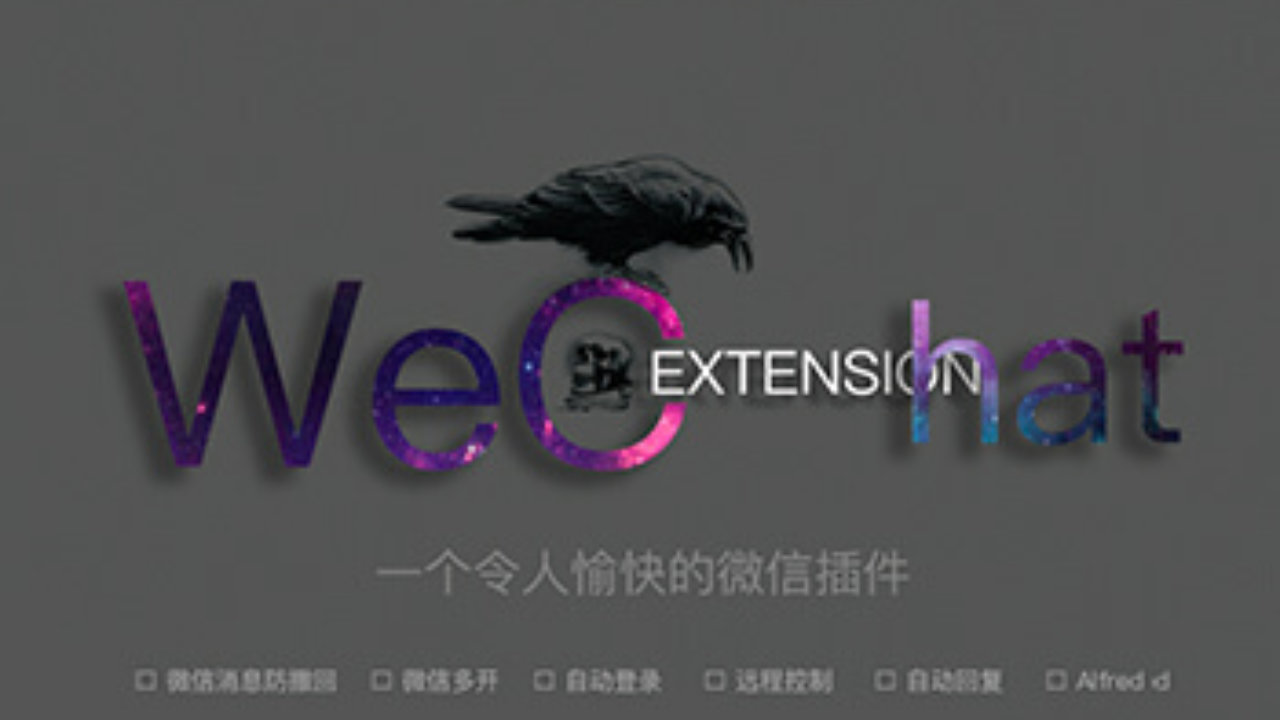 WeChat
EXTENSION
一个令人愉快的微信插件
□ 微信消息防撤回 □ 微信多开 □ 自动登录 □ 远程控制 □ 自动回复 □ Alfred